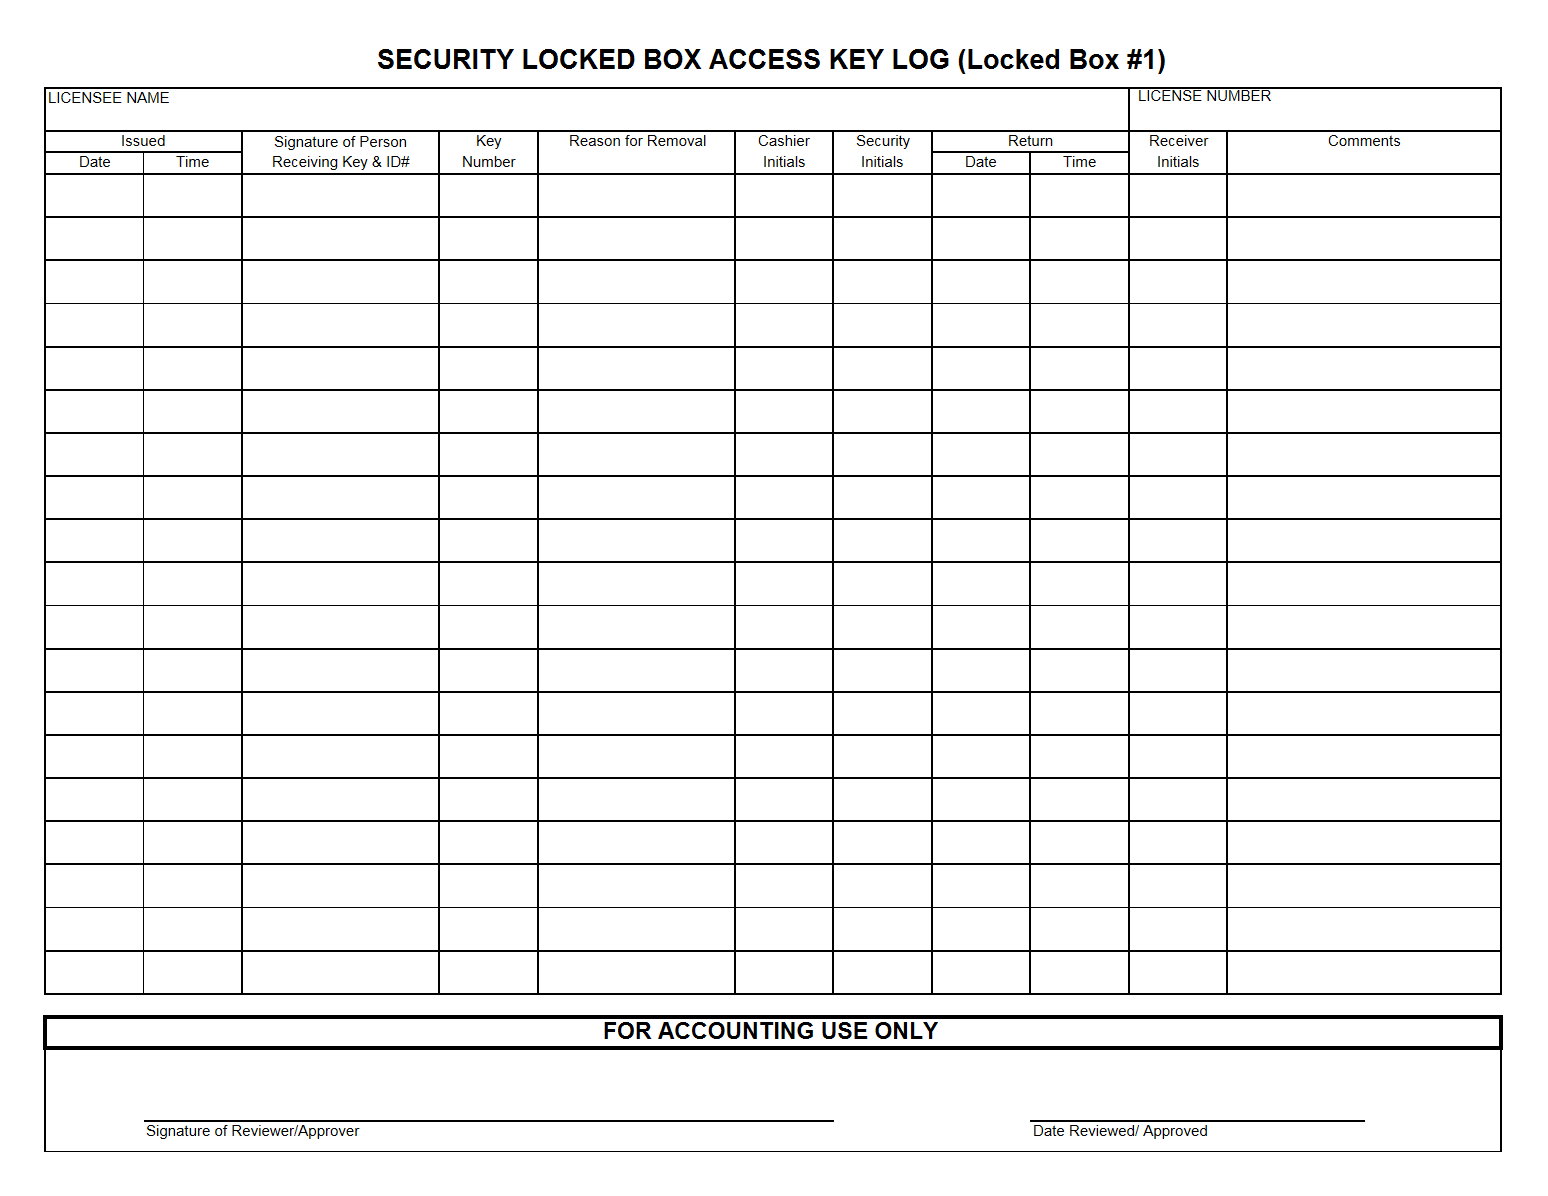 SECURITY LOCKED BOX ACCESS KEY LOG (Locked Box #1)
LICENSEE NAME
LICENSE NUMBER
Issued
Date
Time
Signature of Person
Receiving Key & ID#
Key
Number
Reason for Removal
Cashier
Initials
Security
Initials
Return
Date
Time
Receiver
Initials
Comments
FOR ACCOUNTING USE ONLY
Signature of Reviewer/Approver
Date Reviewed/ Approved